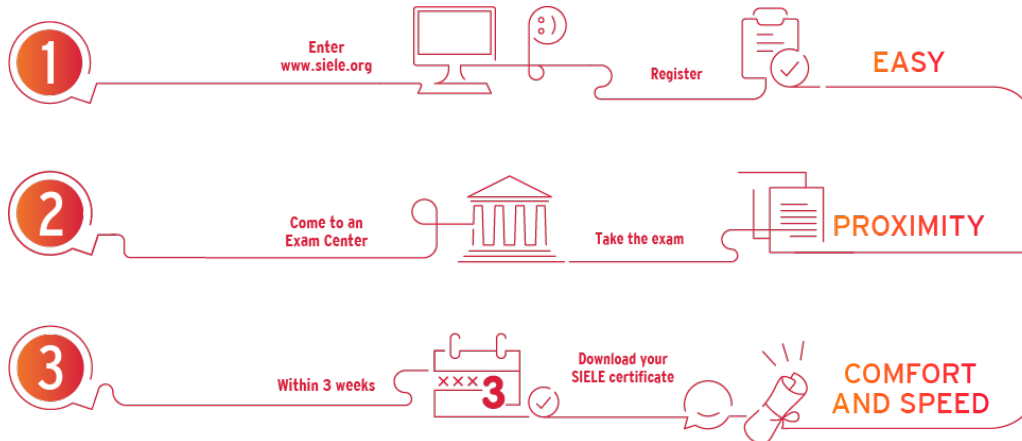 1
Enter
www.siele.org
:)
Register
EASY
2
Come to an
Exam Center
Take the exam
PROXIMITY
3
Within 3 weeks
×××3
Download your
SIELE certificate
COMFORT
AND SPEED